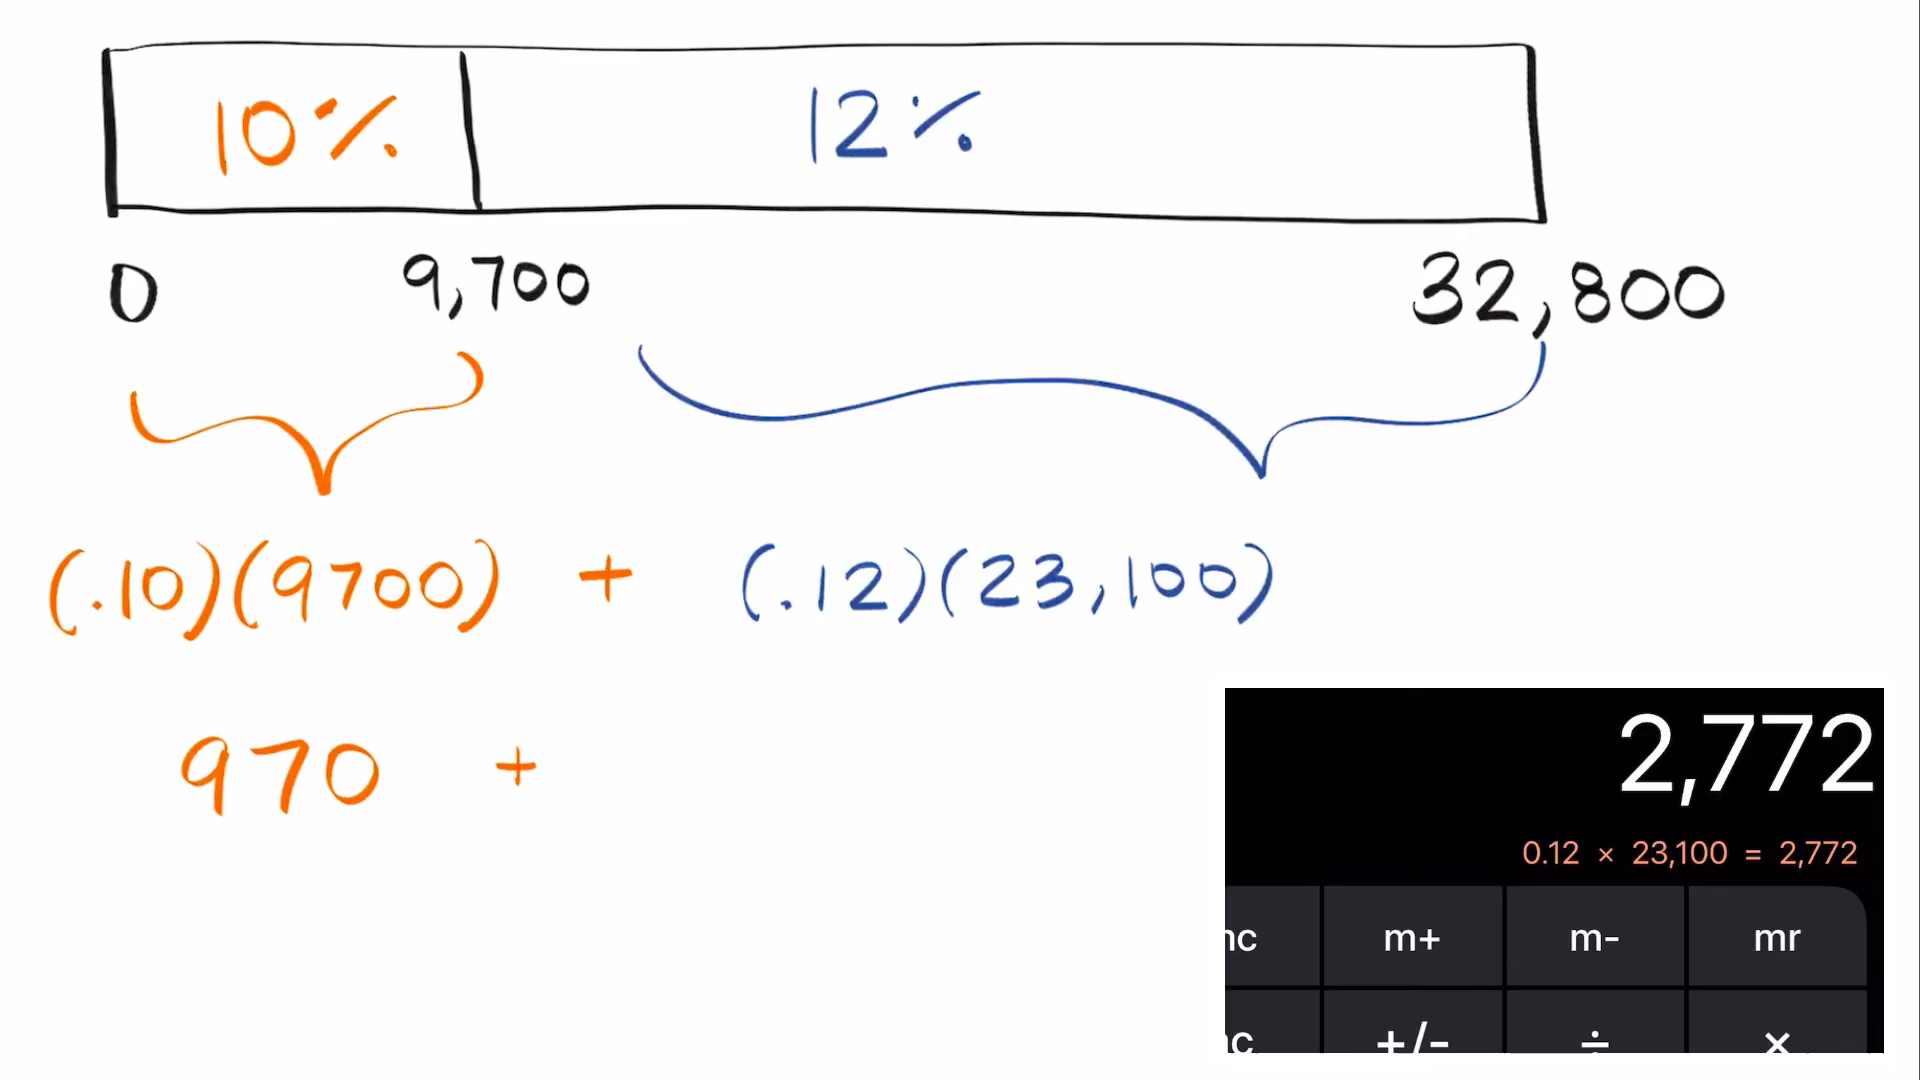 10% 12%
0 9,700 32,800
(.10)(9700) + (.12)(23,100)
970 +
2,772
0.12 × 23,100 = 2,772
m+ m- mr
+/- ÷ ×